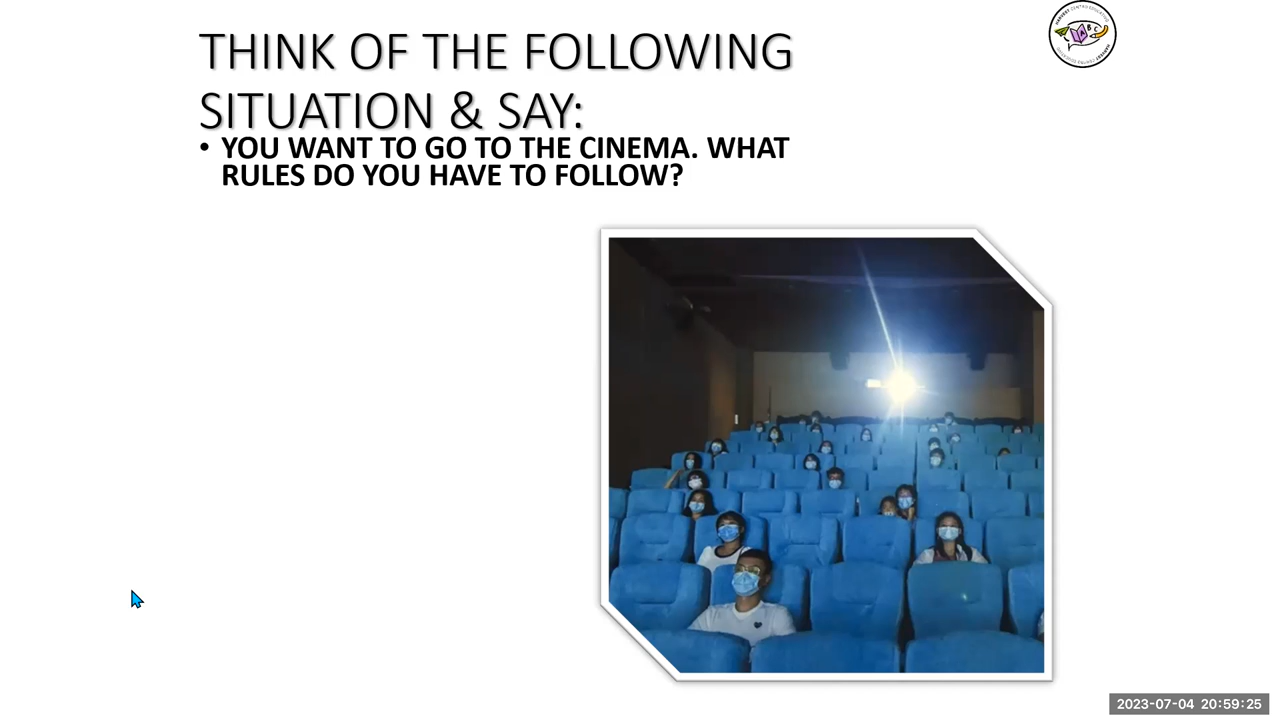 THINK OF THE FOLLOWING
SITUATION & SAY:
• YOU WANT TO GO TO THE CINEMA. WHAT
RULES DO YOU HAVE TO FOLLOW?
2023-07-04 20:59:25